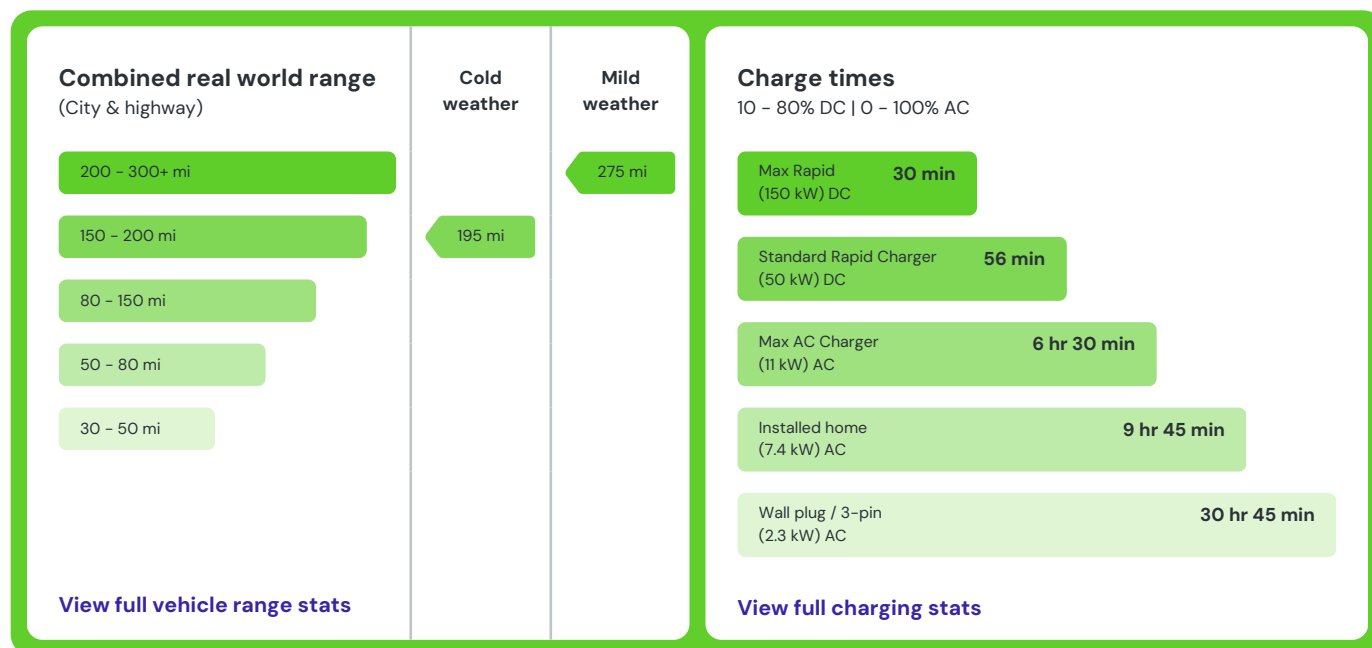 Combined real world range
(City & highway)
Cold
weather
Mild
weather
200 - 300+ mi
275 mi
150 - 200 mi
195 mi
80 - 150 mi
50 - 80 mi
30 - 50 mi
View full vehicle range stats
Charge times
10 - 80% DC | 0 - 100% AC
Max Rapid
(150 kW) DC
30 min
Standard Rapid Charger
(50 kW) DC
56 min
Max AC Charger
(11 kW) AC
6 hr 30 min
Installed home
(7.4 kW) AC
9 hr 45 min
Wall plug / 3-pin
(2.3 kW) AC
30 hr 45 min
View full charging stats